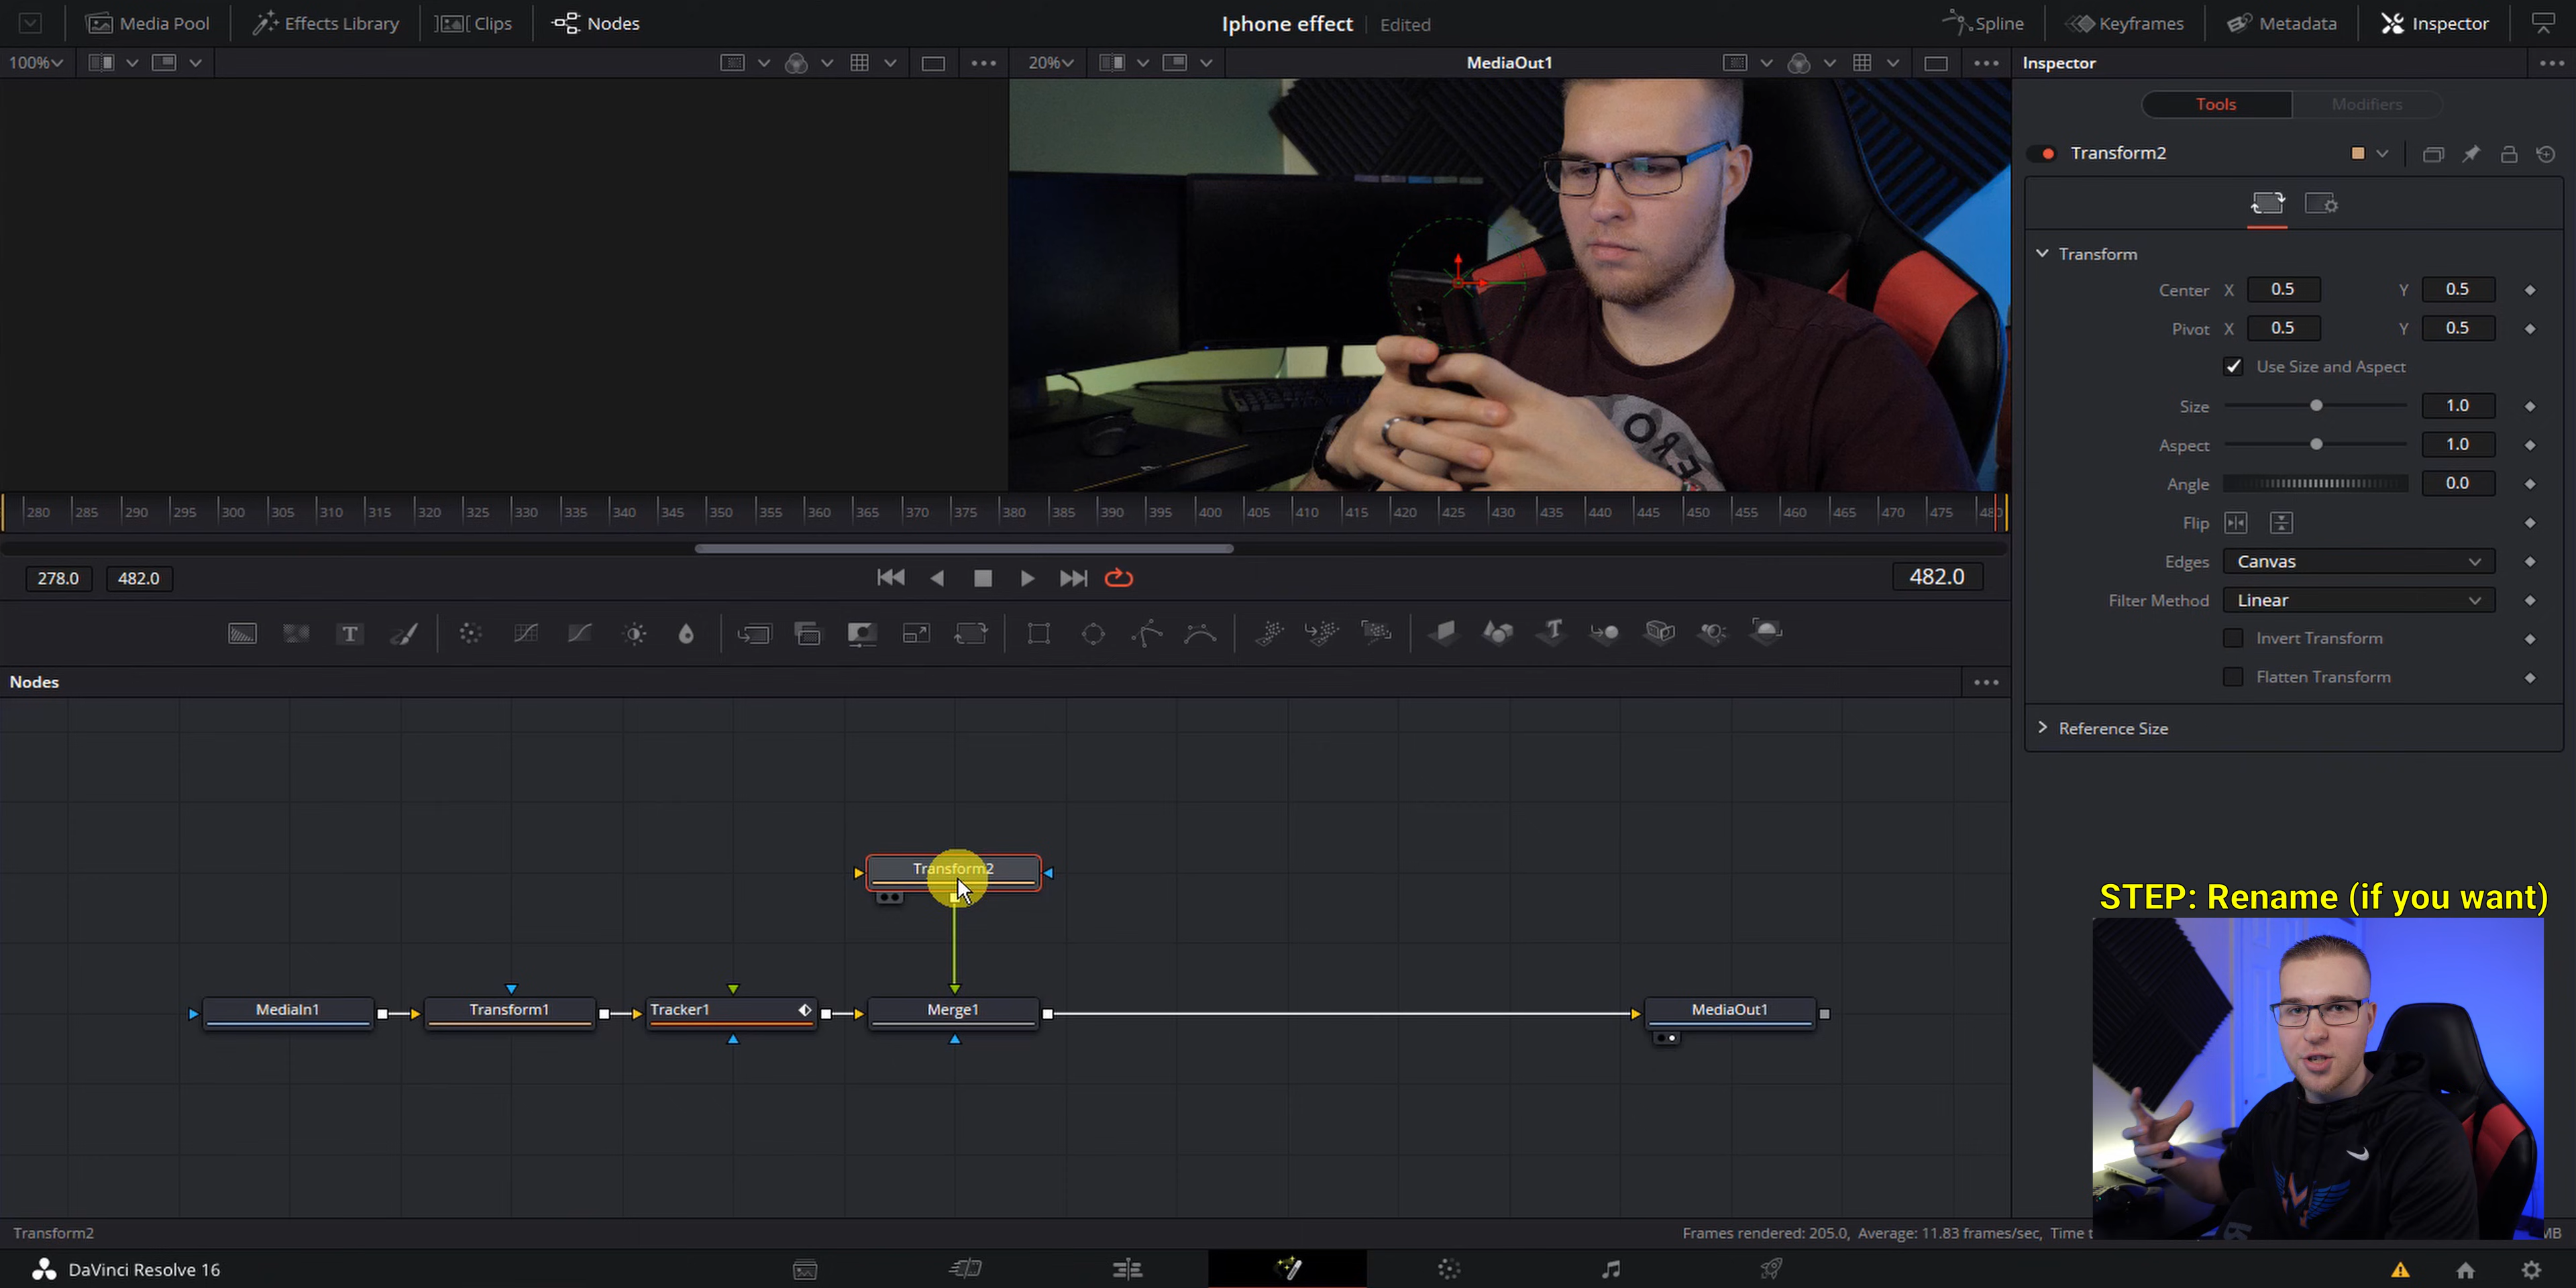 Media Pool Effects Library Clips Nodes Iphone effect Edited Spline Keyframes Metadata Inspector
100% 20% MediaOut1 Inspector
Tools Modifiers
Transform2
Transform
Center X 0.5 Y 0.5
Pivot X 0.5 Y 0.5
Use Size and Aspect
Size 1.0
Aspect 1.0
Angle 0.0
Flip
Edges Canvas
Filter Method Linear
Invert Transform
Flatten Transform
Reference Size
280 285 290 295 300 305 310 315 320 325 330 335 340 345 350 355 360 365 370 375 380 385 390 395 400 405 410 415 420 425 430 435 440 445 450 455 460 465 470 475 480
278.0 482.0 482.0
T T
Nodes
Transform2
STEP: Rename (if you want)
MediaIn1 Transform1 Tracker1 Merge1 MediaOut1
Transform2 Frames rendered: 205.0, Average: 11.83 frames/sec, Time t MB
DaVinci Resolve 16